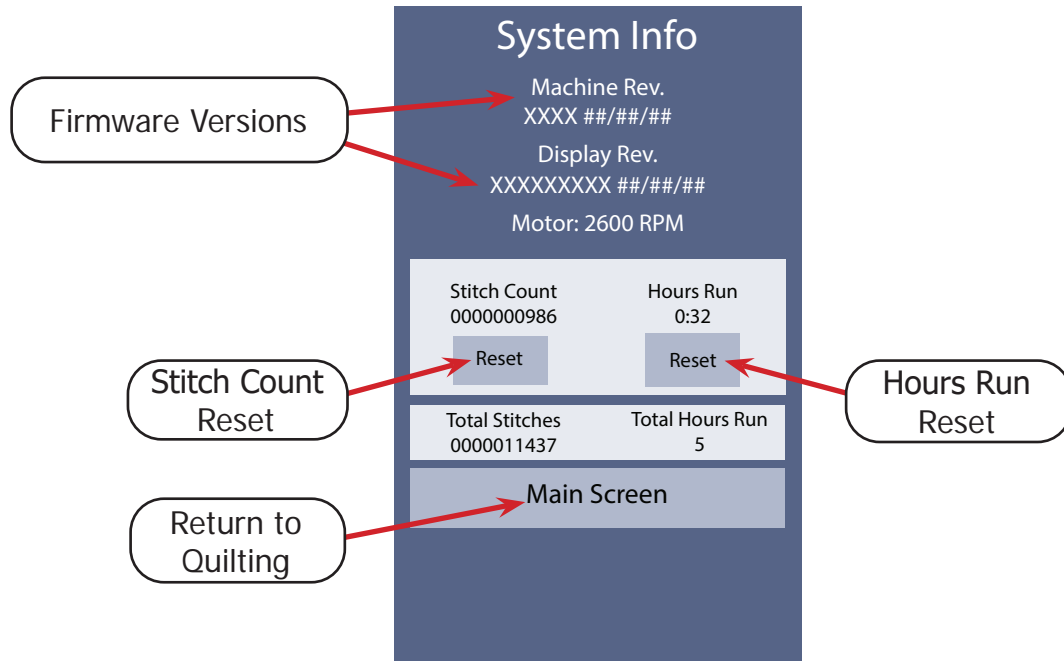 System Info
Machine Rev.
XXXX ##/##/##
Display Rev.
XXXXXXXXX ##/##/##
Motor: 2600 RPM
Firmware Versions
Stitch Count
0000000986
Reset
Hours Run
0:32
Reset
Stitch Count
Reset
Hours Run
Reset
Total Stitches
0000011437
Total Hours Run
5
Main Screen
Return to
Quilting